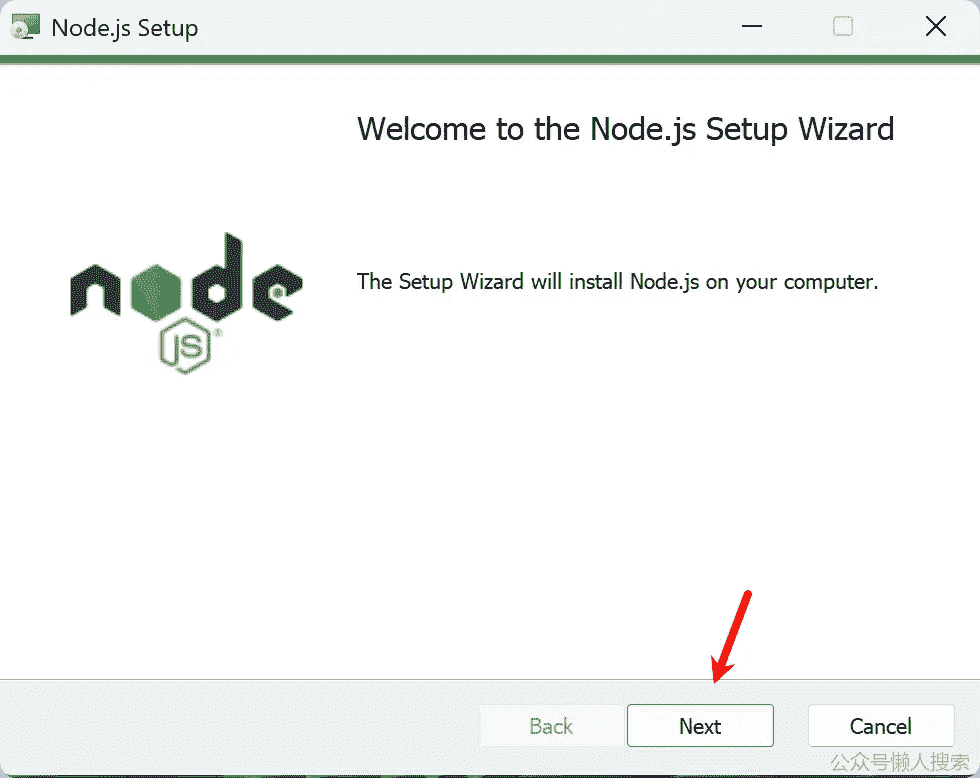 Node.js Setup
Welcome to the Node.js Setup Wizard
The Setup Wizard will install Node.js on your computer.
node
JS®
Back
Next
Cancel
公众号懒人搜索